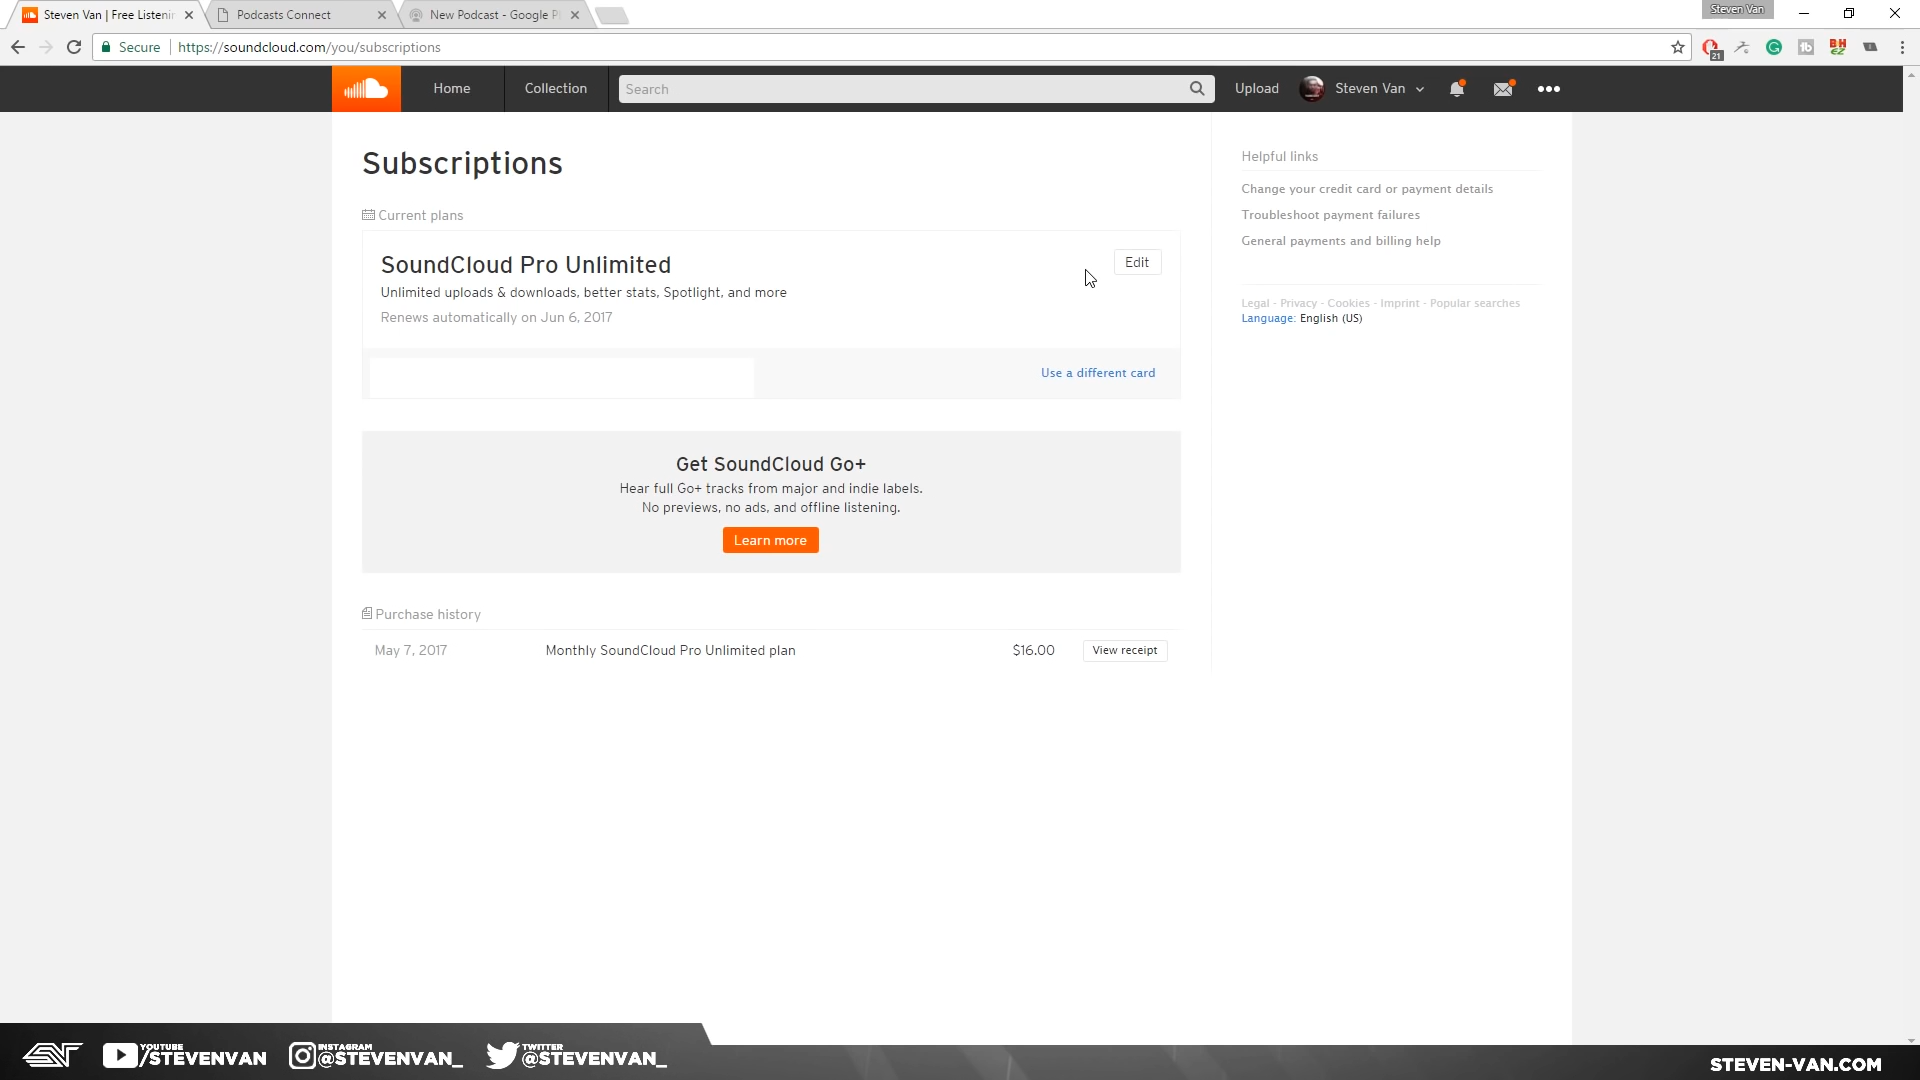 Steven Van | Free Listenin
Podcasts Connect
New Podcast - Google P
Steven Van
Secure
https://soundcloud.com/you/subscriptions
21
Home
Collection
Search
Upload
Steven Van
Subscriptions
Current plans
SoundCloud Pro Unlimited
Edit
Unlimited uploads & downloads, better stats, Spotlight, and more
Renews automatically on Jun 6, 2017
Use a different card
Get SoundCloud Go+
Hear full Go+ tracks from major and indie labels.
No previews, no ads, and offline listening.
Learn more
Purchase history
May 7, 2017
Monthly SoundCloud Pro Unlimited plan
$16.00
View receipt
Helpful links
Change your credit card or payment details
Troubleshoot payment failures
General payments and billing help
Legal - Privacy - Cookies - Imprint - Popular searches
Language: English (US)
YOUTUBE
/STEVENVAN
INSTAGRAM
@STEVENVAN_
TWITTER
@STEVENVAN_
STEVEN-VAN.COM